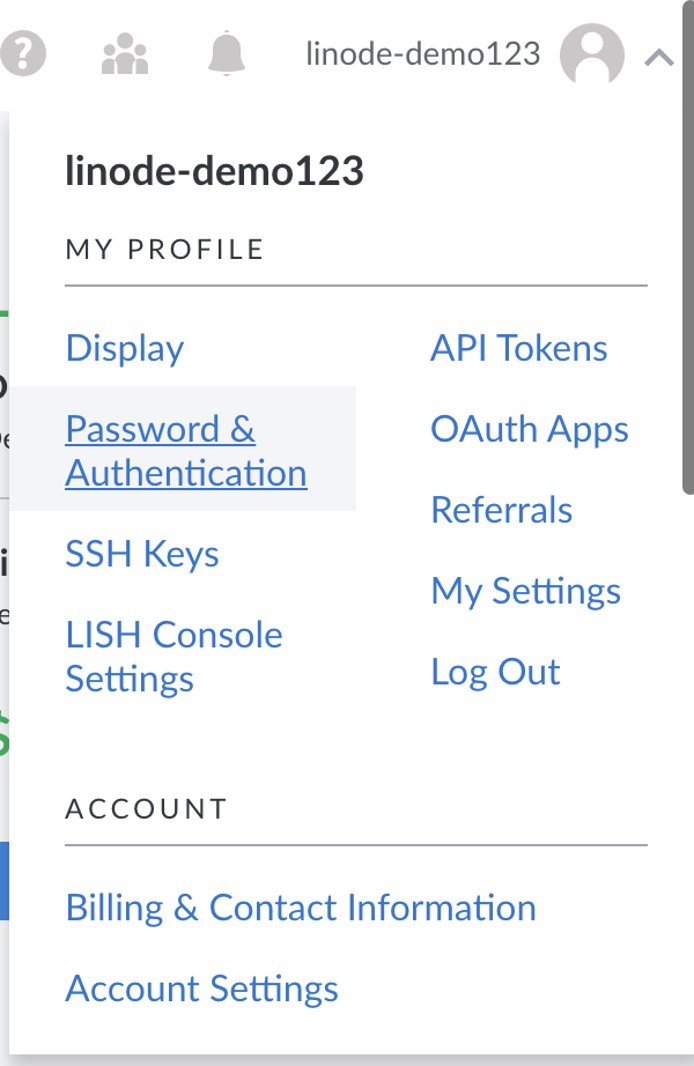 linode-demo123
linode-demo123
MY PROFILE
Display
Password &
Authentication
SSH Keys
LISH Console
Settings
API Tokens
OAuth Apps
Referrals
My Settings
Log Out
ACCOUNT
Billing & Contact Information
Account Settings